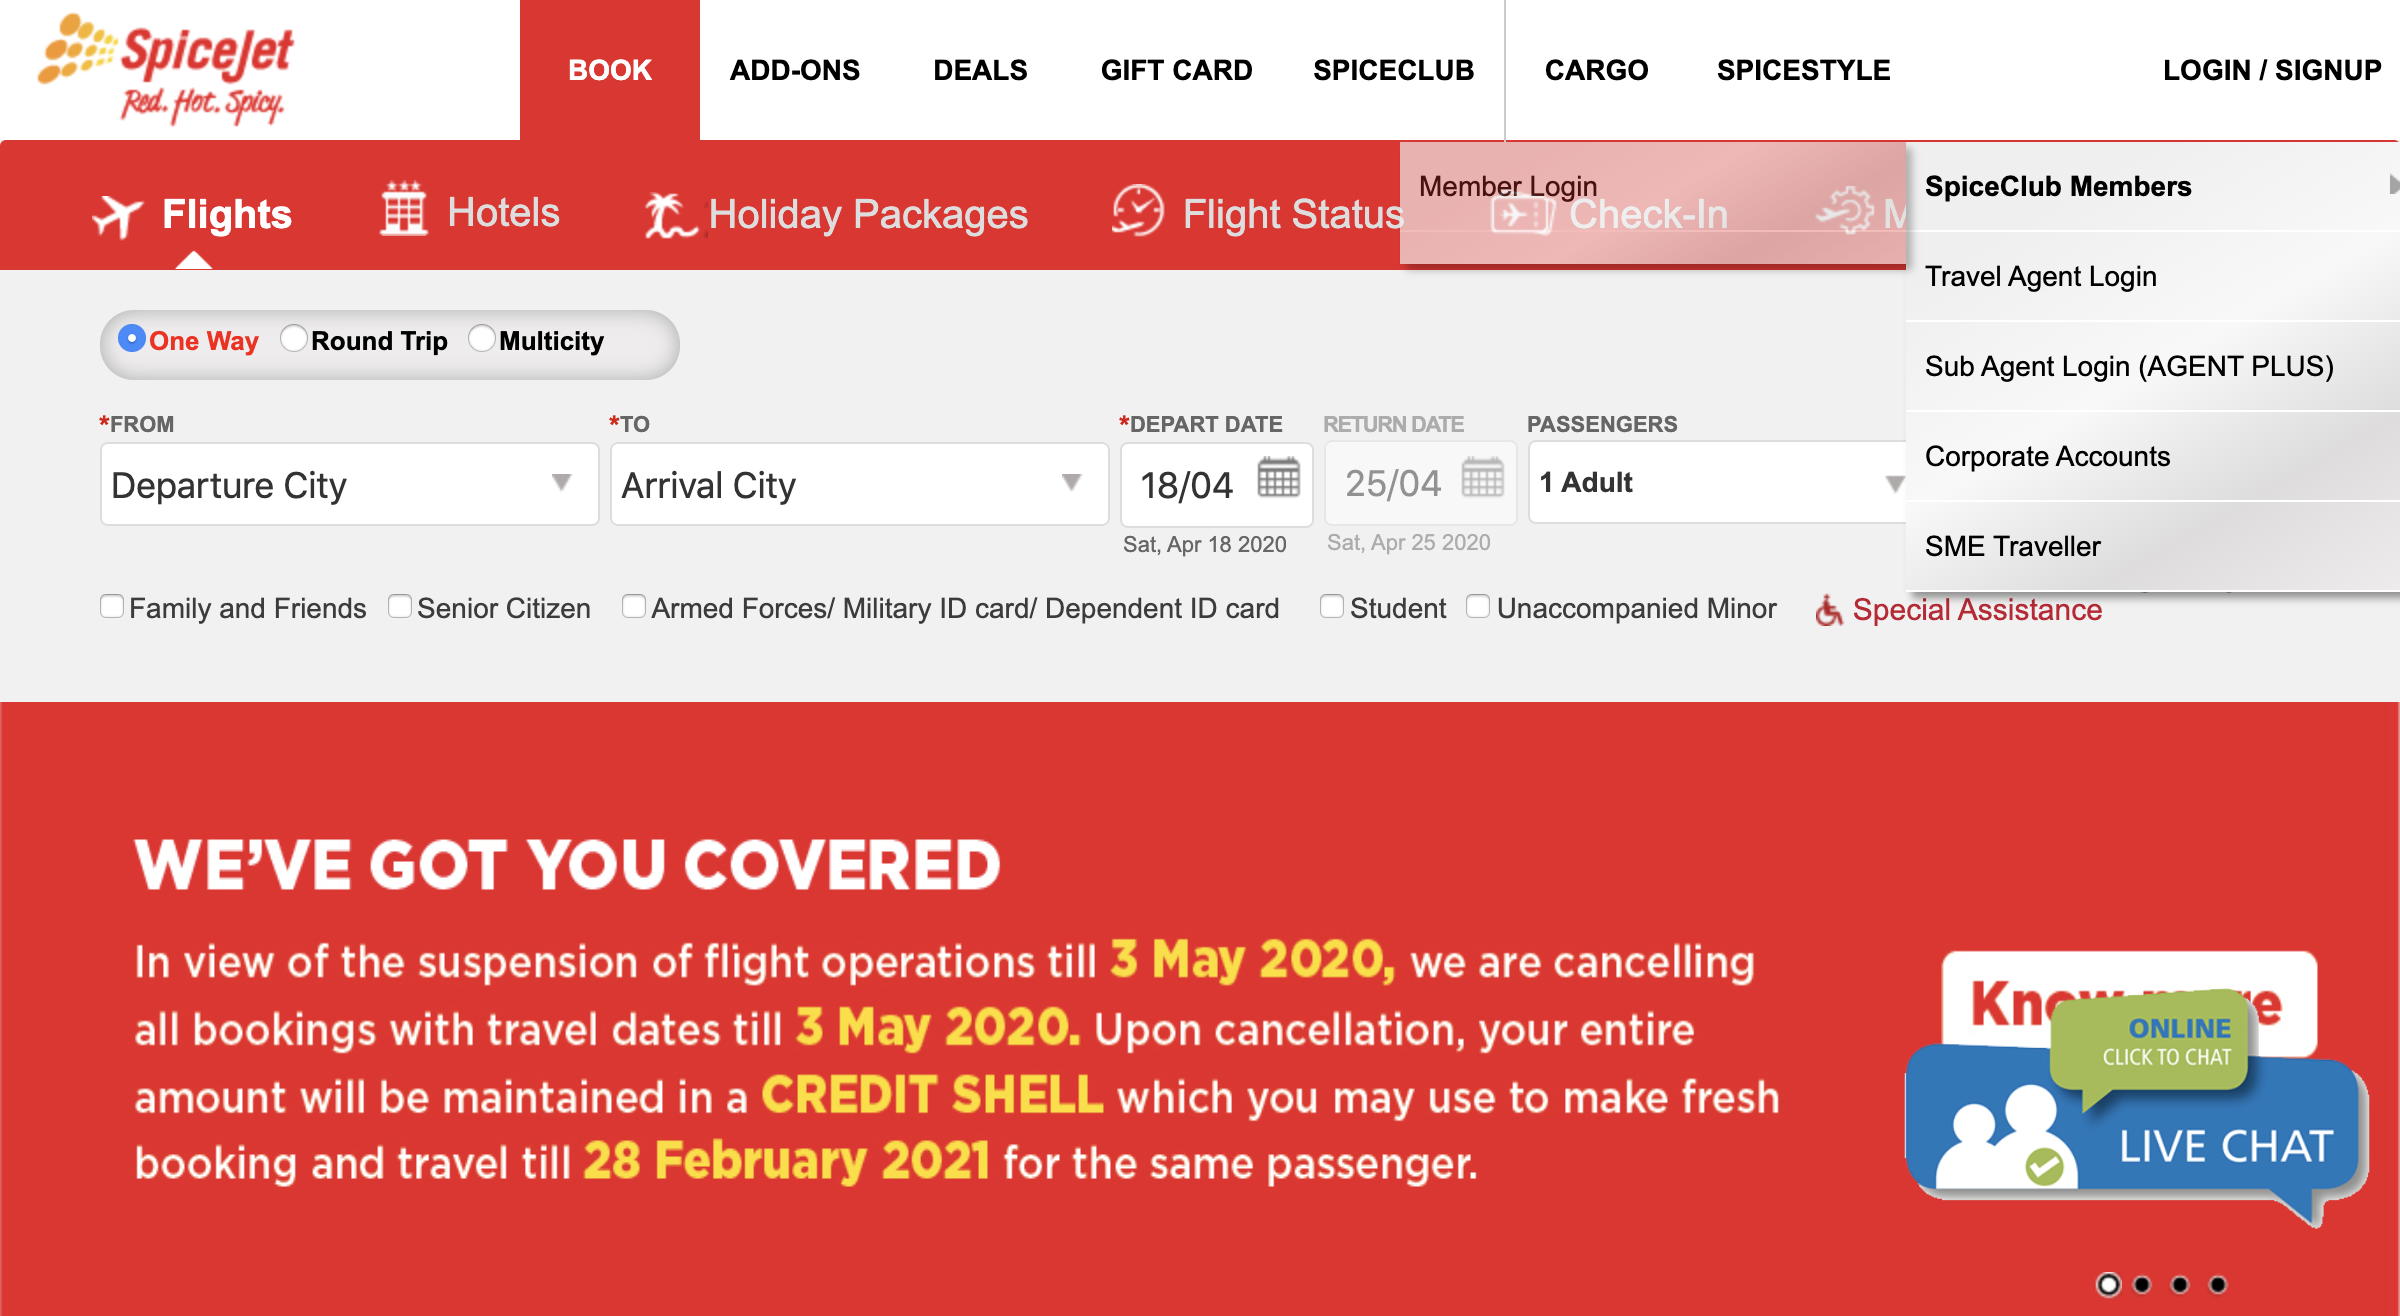 SpiceJet
Red. Hot. Spicy.
BOOK ADD-ONS DEALS GIFT CARD SPICECLUB CARGO SPICESTYLE LOGIN / SIGNUP
Member Login
SpiceClub Members
Flights Hotels Holiday Packages Flight Status Check-In M
Travel Agent Login
Sub Agent Login (AGENT PLUS)
Corporate Accounts
SME Traveller
One Way Round Trip Multicity
*FROM *TO *DEPART DATE RETURN DATE PASSENGERS
Departure City Arrival City 18/04 25/04 1 Adult
Sat, Apr 18 2020 Sat, Apr 25 2020
Family and Friends Senior Citizen Armed Forces/ Military ID card/ Dependent ID card Student Unaccompanied Minor Special Assistance
WE'VE GOT YOU COVERED
In view of the suspension of flight operations till 3 May 2020, we are cancelling
all bookings with travel dates till 3 May 2020. Upon cancellation, your entire
amount will be maintained in a CREDIT SHELL which you may use to make fresh
booking and travel till 28 February 2021 for the same passenger.
Know more
ONLINE
CLICK TO CHAT
LIVE CHAT